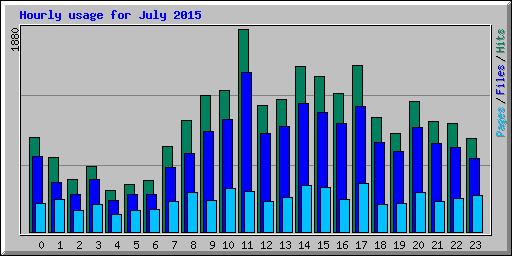 Hourly usage for July 2015
1880
Pages/Files/Hits
0 1 2 3 4 5 6 7 8 9 10 11 12 13 14 15 16 17 18 19 20 21 22 23